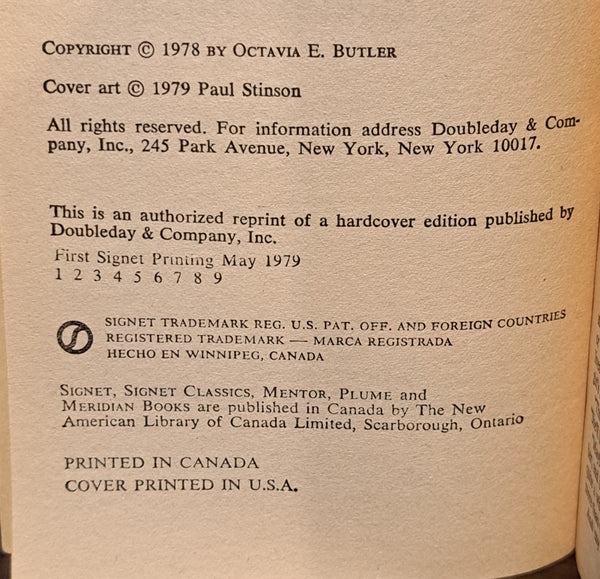 COPYRIGHT © 1978 BY OCTAVIA E. BUTLER
Cover art © 1979 Paul Stinson
All rights reserved. For information address Doubleday & Com-
pany, Inc., 245 Park Avenue, New York, New York 10017.
This is an authorized reprint of a hardcover edition published by
Doubleday & Company, Inc.
First Signet Printing May 1979
1 2 3 4 5 6 7 8 9
SIGNET TRADEMARK REG. U.S. PAT. OFF. AND FOREIGN COUNTRIES
REGISTERED TRADEMARK — MARCA REGISTRADA
HECHO EN WINNIPEG, CANADA
SIGNET, SIGNET CLASSICS, MENTOR, PLUME and
MERIDIAN BOOKS are published in Canada by The New
American Library of Canada Limited, Scarborough, Ontario
PRINTED IN CANADA
COVER PRINTED IN U.S.A.